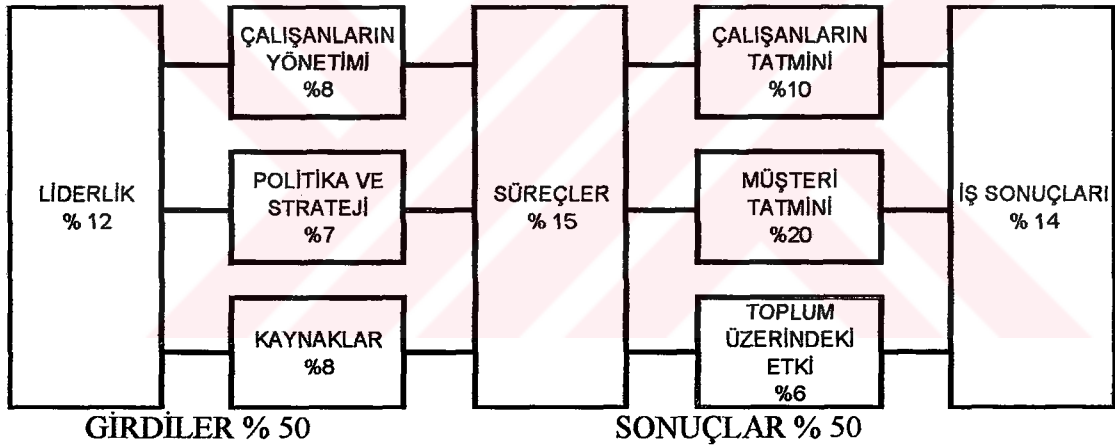 LİDERLİK
% 12
ÇALIŞANLARIN
YÖNETİMİ
%8
POLİTİKA VE
STRATEJİ
%7
KAYNAKLAR
%8
SÜREÇLER
% 15
ÇALIŞANLARIN
TATMİNİ
%10
MÜŞTERİ
TATMİNİ
%20
TOPLUM
ÜZERİNDEKİ
ETKİ
%6
İŞ SONUÇLARI
% 14
GİRDİLER % 50
SONUÇLAR % 50